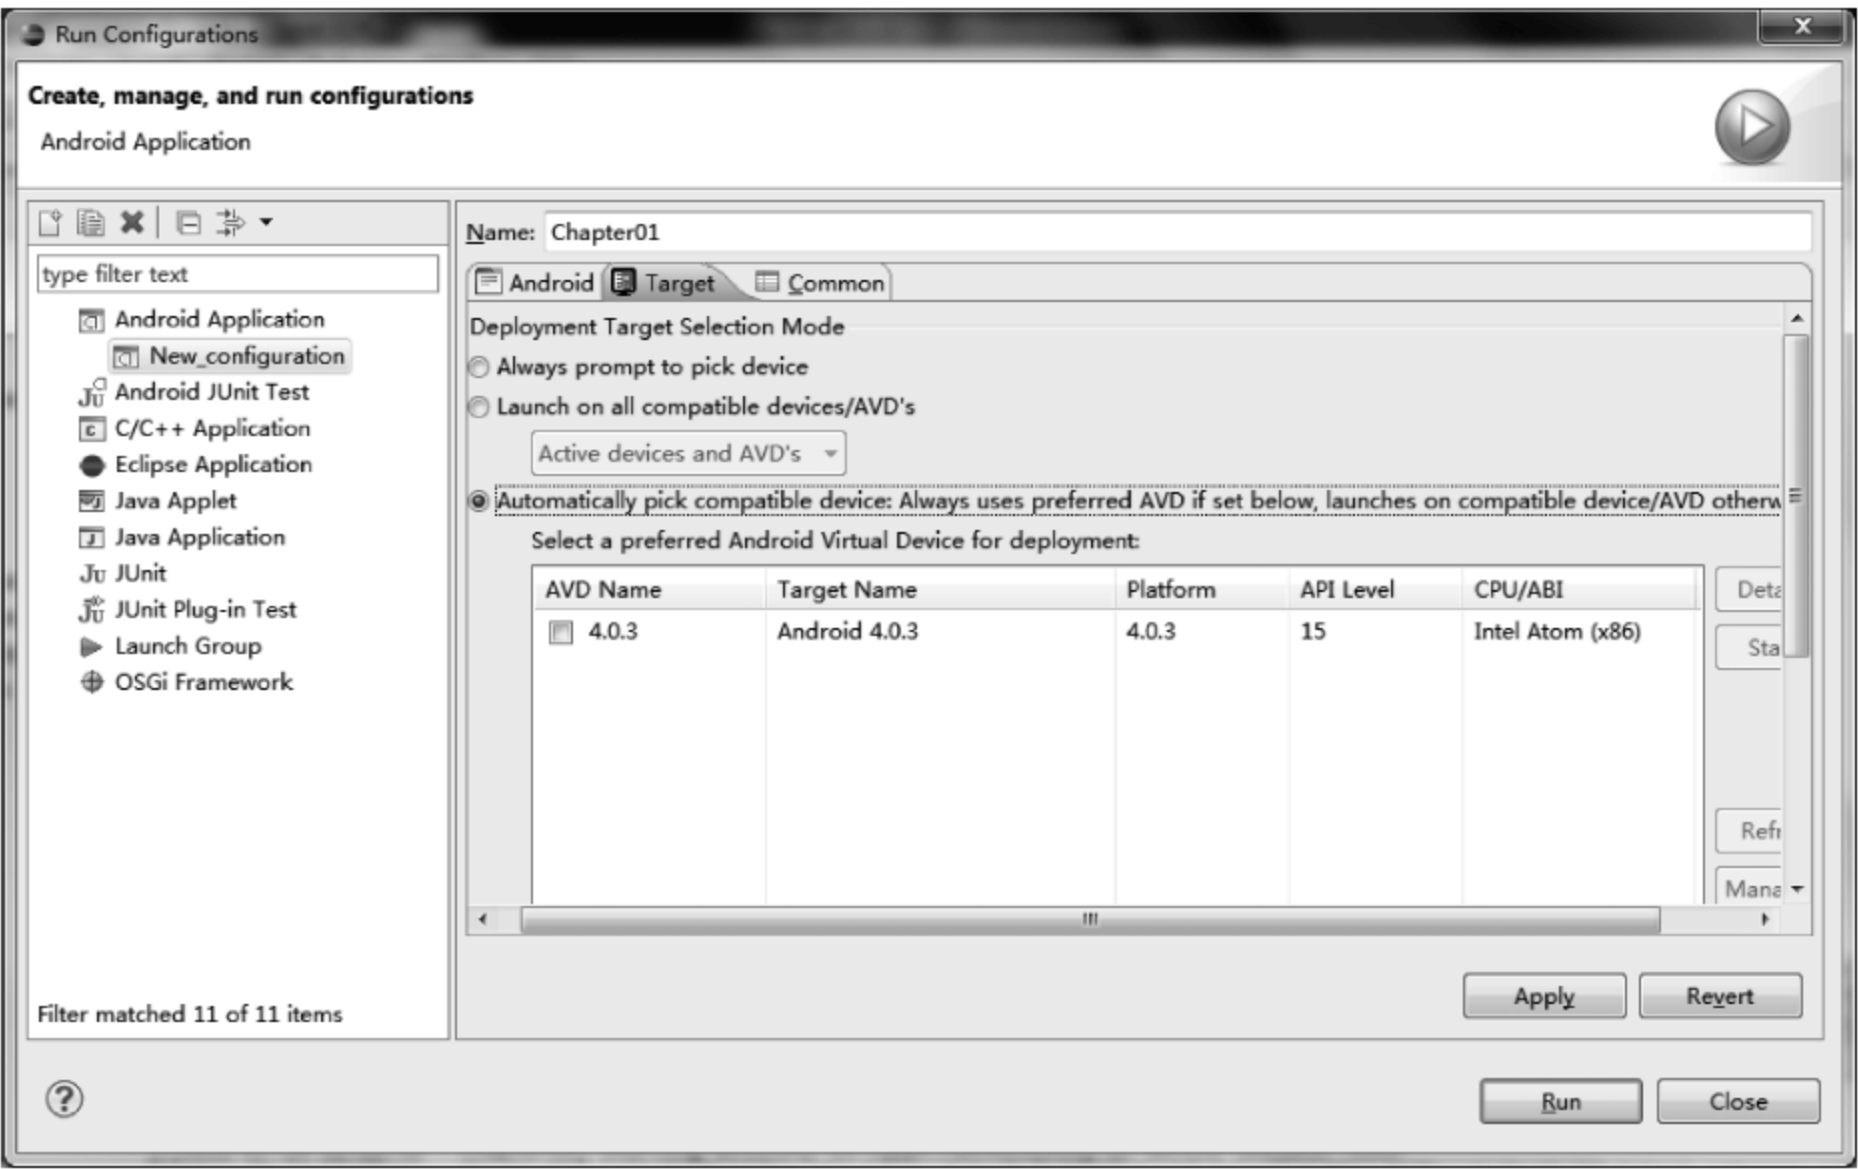 Run Configurations
Create, manage, and run configurations
Android Application
type filter text
Android Application
New_configuration
Android JUnit Test
C/C++ Application
Eclipse Application
Java Applet
Java Application
JUnit
JUnit Plug-in Test
Launch Group
OSGi Framework
Filter matched 11 of 11 items
Name: Chapter01
Android Target Common
Deployment Target Selection Mode
Always prompt to pick device
Launch on all compatible devices/AVD's
Active devices and AVD's
Automatically pick compatible device: Always uses preferred AVD if set below, launches on compatible device/AVD otherw
Select a preferred Android Virtual Device for deployment:
AVD Name Target Name Platform API Level CPU/ABI
4.0.3 Android 4.0.3 4.0.3 15 Intel Atom (x86)
Deta
Sta
Refr
Mana
Apply Revert
Run Close